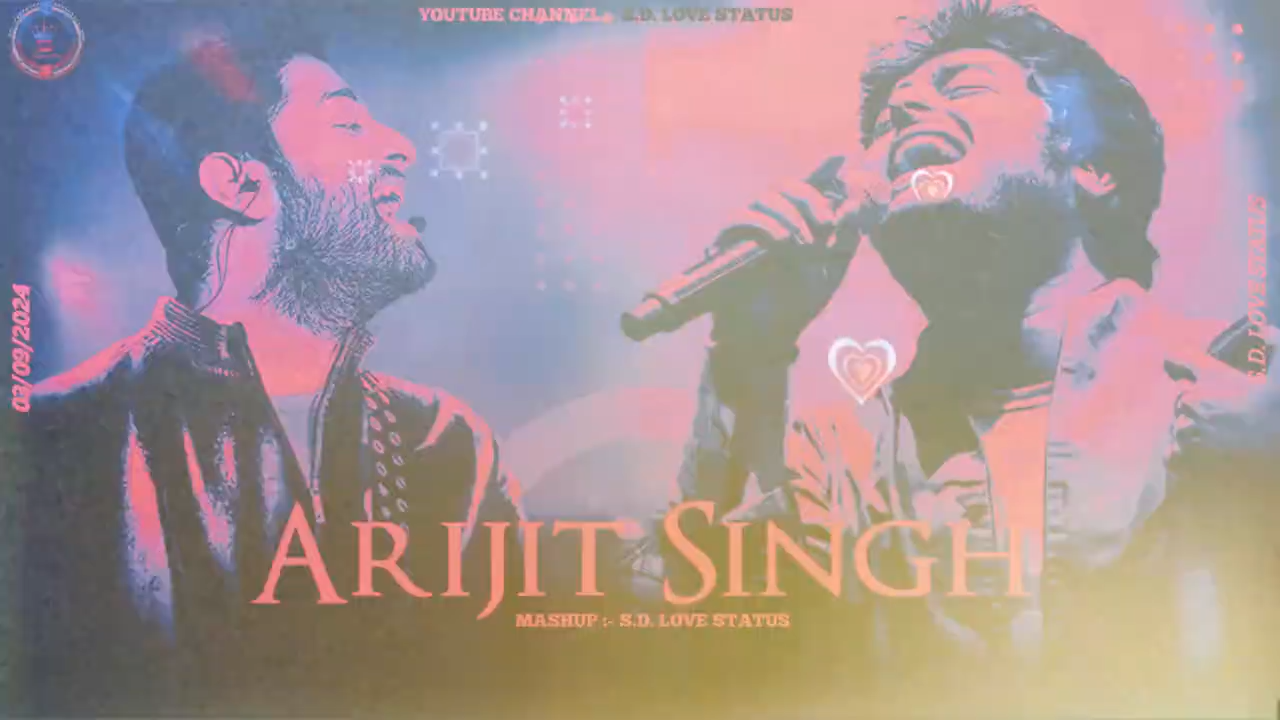 YOUTUBE CHANNEL:- S.D. LOVE STATUS
03/09/2024
S.D. LOVE STATUS
ARIJIT SINGH
MASHUP :- S.D. LOVE STATUS